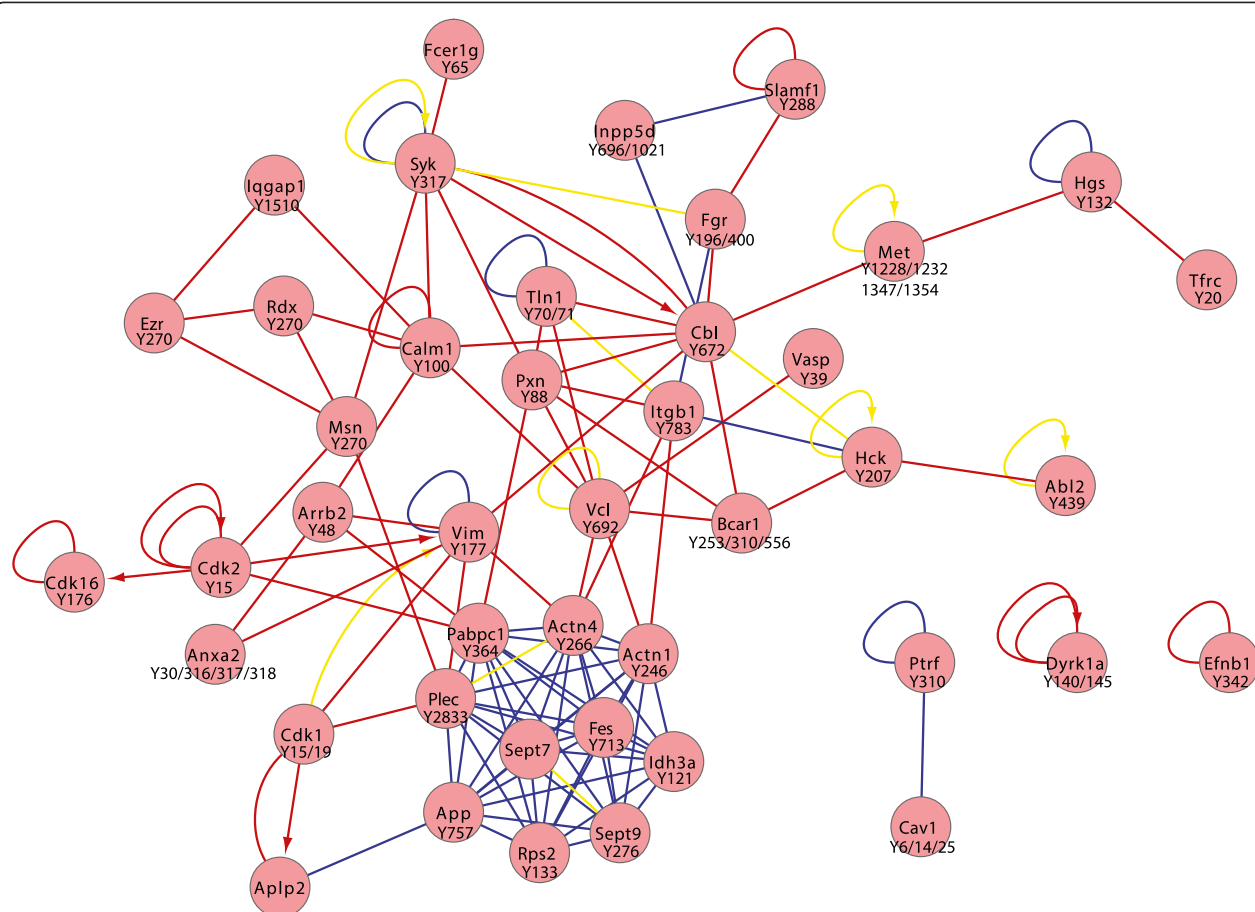 Fcer1g
Y65
Slamf1
Y288
Inpp5d
Y696/1021
Syk
Y317
Iqgap1
Y1510
Hgs
Y132
Fgr
Y196/400
Met
Y1228/1232
1347/1354
Tfrc
Y20
Tln1
Y70/71
Rdx
Y270
Ezr
Y270
Calm1
Y100
Cbl
Y672
Vasp
Y39
Pxn
Y88
Itgb1
Y783
Msn
Y270
Hck
Y207
Abl2
Y439
Arrb2
Y48
Vim
Y177
Vcl
Y692
Bcar1
Y253/310/556
Cdk16
Y176
Cdk2
Y15
Anxa2
Y30/316/317/318
Pabpc1
Y364
Actn4
Y266
Actn1
Y246
Ptrf
Y310
Dyrk1a
Y140/145
Efnb1
Y342
Plec
Y2833
Cdk1
Y15/19
Sept7
Fes
Y713
Idh3a
Y121
App
Y757
Rps2
Y133
Sept9
Y276
Cav1
Y6/14/25
Aplp2